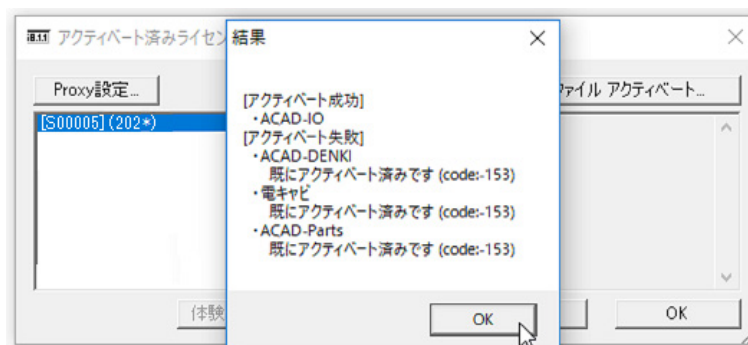 アクティベート済みライセン
Proxy設定...
ファイル アクティベート...
[S00005] (202*)
結果
[アクティベート成功]
・ACAD-IO
[アクティベート失敗]
・ACAD-DENKI
既にアクティベート済みです (code:-153)
・電キャビ
既にアクティベート済みです (code:-153)
・ACAD-Parts
既にアクティベート済みです (code:-153)
OK
体験
OK